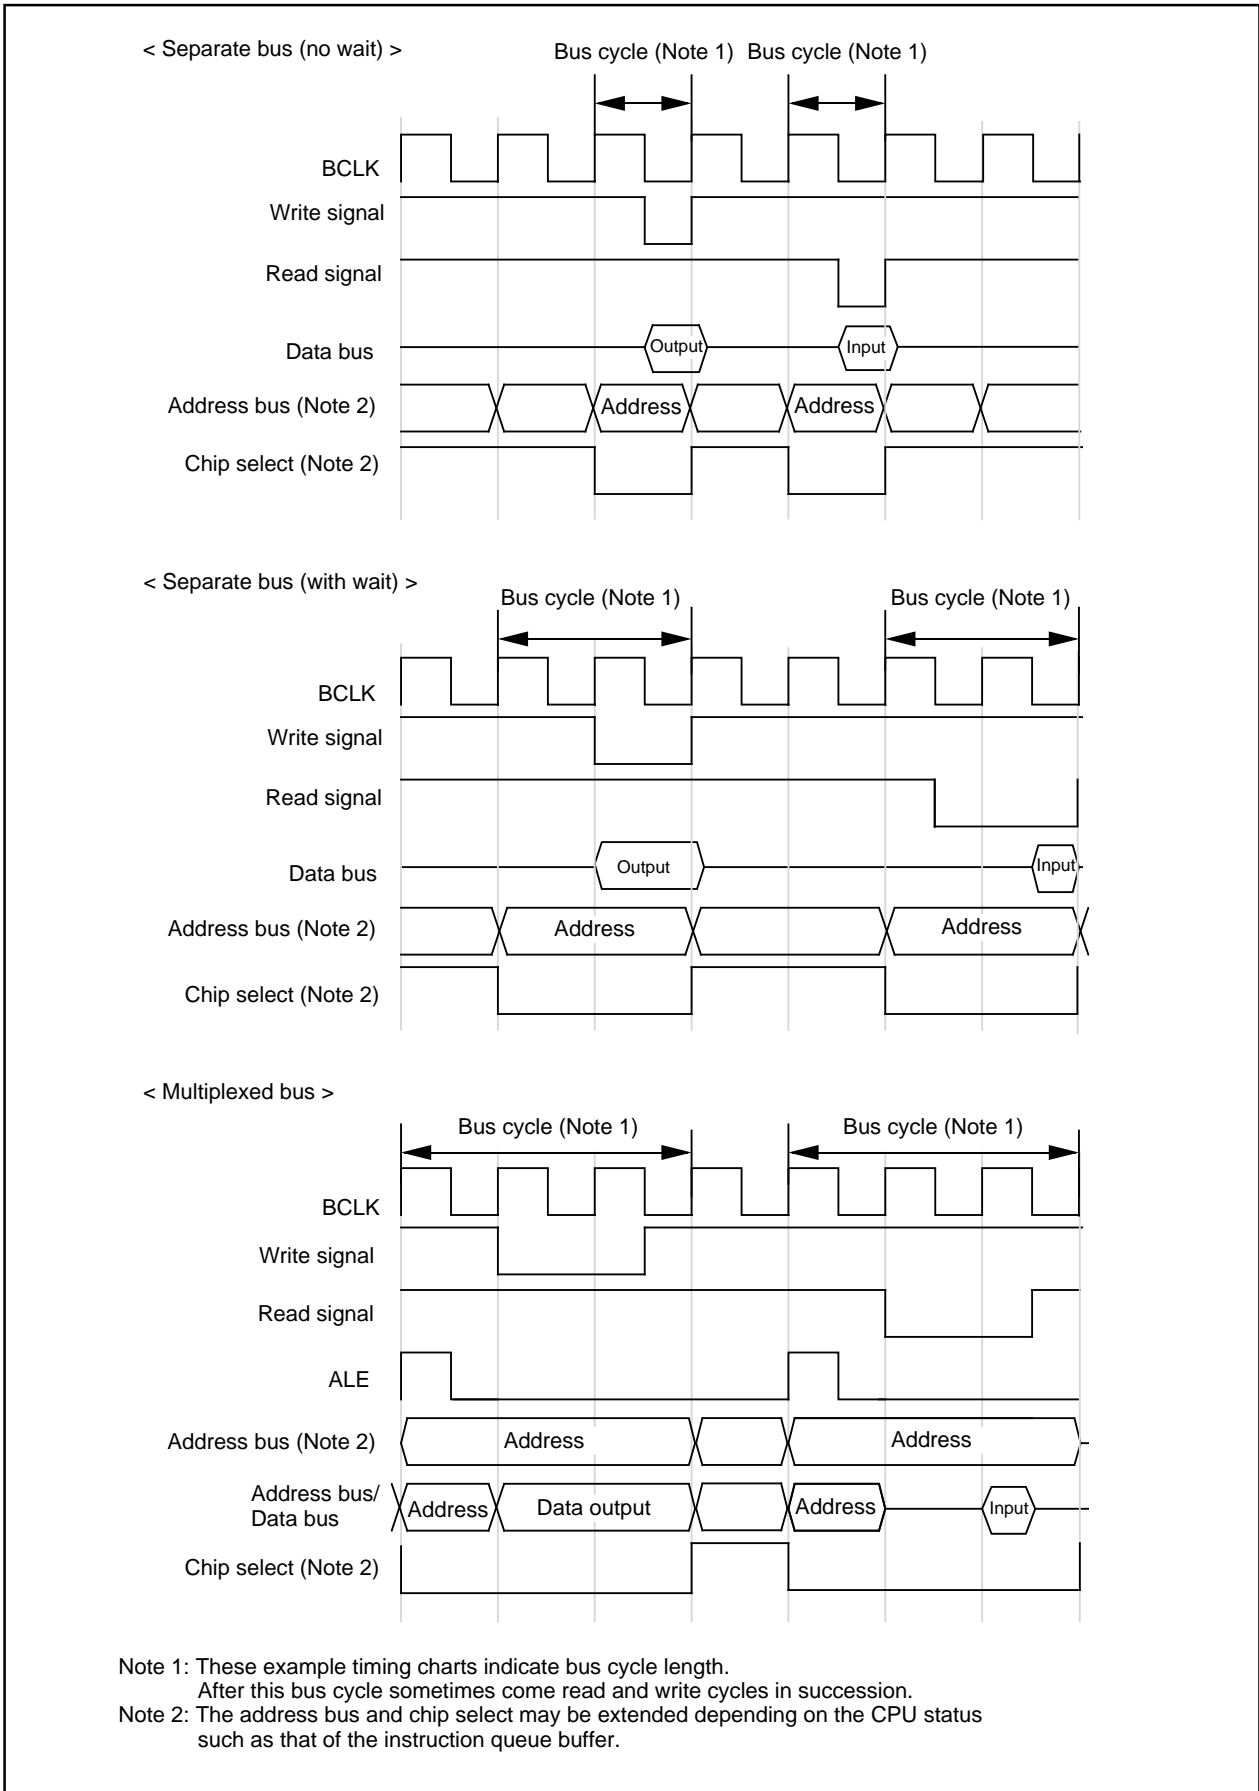 < Separate bus (no wait) >
Bus cycle (Note 1) Bus cycle (Note 1)
BCLK
Write signal
Read signal
Data bus
Output
Input
Address bus (Note 2)
Address
Address
Chip select (Note 2)
< Separate bus (with wait) >
Bus cycle (Note 1)
Bus cycle (Note 1)
BCLK
Write signal
Read signal
Data bus
Output
Input
Address bus (Note 2)
Address
Address
Chip select (Note 2)
< Multiplexed bus >
Bus cycle (Note 1)
Bus cycle (Note 1)
BCLK
Write signal
Read signal
ALE
Address bus (Note 2)
Address
Address
Address bus/
Data bus
Address
Data output
Address
Input
Chip select (Note 2)
Note 1: These example timing charts indicate bus cycle length.
After this bus cycle sometimes come read and write cycles in succession.
Note 2: The address bus and chip select may be extended depending on the CPU status
such as that of the instruction queue buffer.